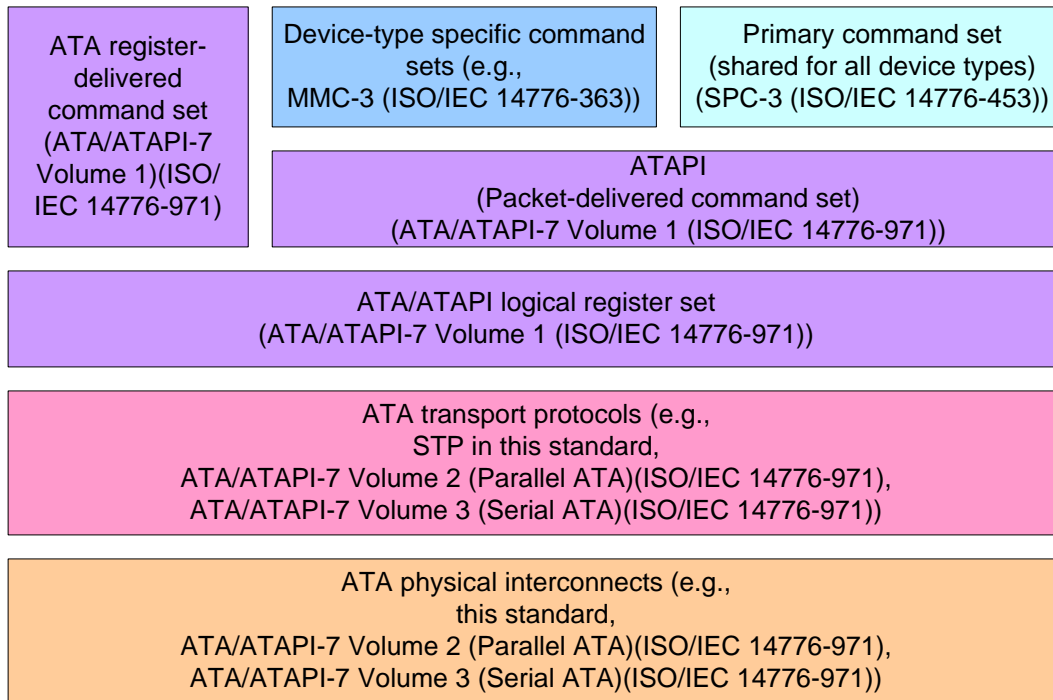 ATA register-
delivered
command set
(ATA/ATAPI-7
Volume 1)(ISO/
IEC 14776-971)
Device-type specific command
sets (e.g.,
MMC-3 (ISO/IEC 14776-363))
Primary command set
(shared for all device types)
(SPC-3 (ISO/IEC 14776-453))
ATAPI
(Packet-delivered command set)
(ATA/ATAPI-7 Volume 1 (ISO/IEC 14776-971))
ATA/ATAPI logical register set
(ATA/ATAPI-7 Volume 1 (ISO/IEC 14776-971))
ATA transport protocols (e.g.,
STP in this standard,
ATA/ATAPI-7 Volume 2 (Parallel ATA)(ISO/IEC 14776-971),
ATA/ATAPI-7 Volume 3 (Serial ATA)(ISO/IEC 14776-971))
ATA physical interconnects (e.g.,
this standard,
ATA/ATAPI-7 Volume 2 (Parallel ATA)(ISO/IEC 14776-971),
ATA/ATAPI-7 Volume 3 (Serial ATA)(ISO/IEC 14776-971))